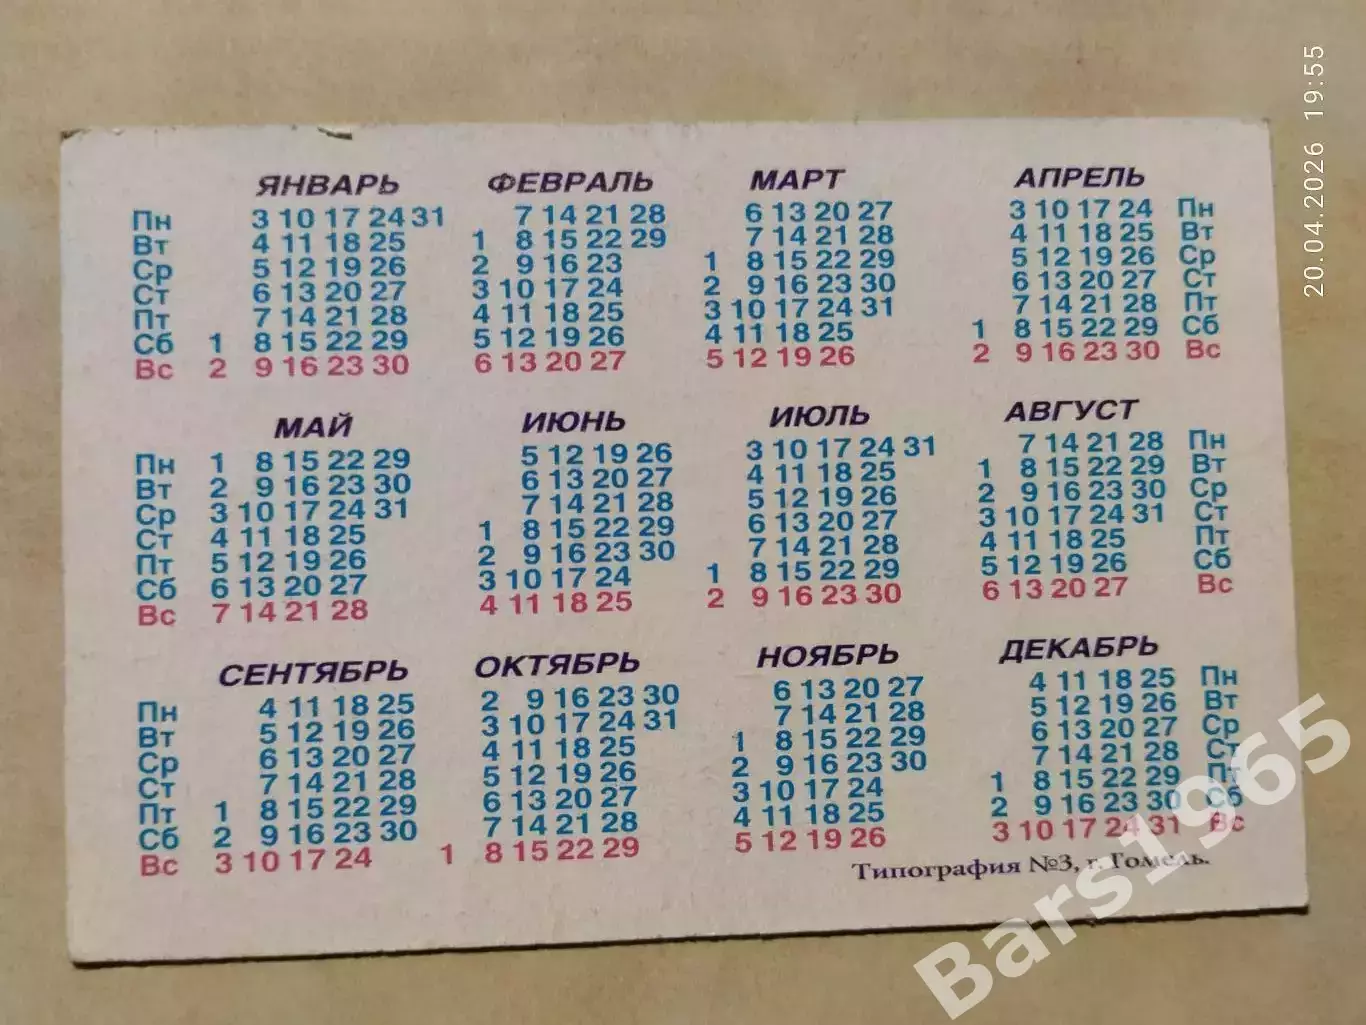 ЯНВАРЬ ФЕВРАЛЬ МАРТ АПРЕЛЬ
Пн 3 10 17 24 31 7 14 21 28 6 13 20 27 3 10 17 24 Пн
Вт 4 11 18 25 1 8 15 22 29 7 14 21 28 4 11 18 25 Вт
Ср 5 12 19 26 2 9 16 23 1 8 15 22 29 5 12 19 26 Ср
Ст 6 13 20 27 3 10 17 24 2 9 16 23 30 6 13 20 27 Ст
Пт 7 14 21 28 4 11 18 25 3 10 17 24 31 7 14 21 28 Пт
Сб 1 8 15 22 29 5 12 19 26 4 11 18 25 1 8 15 22 29 Сб
Вс 2 9 16 23 30 6 13 20 27 5 12 19 26 2 9 16 23 30 Вс
МАЙ ИЮНЬ ИЮЛЬ АВГУСТ
Пн 1 8 15 22 29 5 12 19 26 3 10 17 24 31 7 14 21 28 Пн
Вт 2 9 16 23 30 6 13 20 27 4 11 18 25 1 8 15 22 29 Вт
Ср 3 10 17 24 31 7 14 21 28 5 12 19 26 2 9 16 23 30 Ср
Ст 4 11 18 25 1 8 15 22 29 6 13 20 27 3 10 17 24 31 Ст
Пт 5 12 19 26 2 9 16 23 30 7 14 21 28 4 11 18 25 Пт
Сб 6 13 20 27 3 10 17 24 1 8 15 22 29 5 12 19 26 Сб
Вс 7 14 21 28 4 11 18 25 2 9 16 23 30 6 13 20 27 Вс
СЕНТЯБРЬ ОКТЯБРЬ НОЯБРЬ ДЕКАБРЬ
Пн 4 11 18 25 2 9 16 23 30 6 13 20 27 4 11 18 25 Пн
Вт 5 12 19 26 3 10 17 24 31 7 14 21 28 5 12 19 26 Вт
Ср 6 13 20 27 4 11 18 25 1 8 15 22 29 6 13 20 27 Ср
Ст 7 14 21 28 5 12 19 26 2 9 16 23 30 7 14 21 28 Ст
Пт 1 8 15 22 29 6 13 20 27 3 10 17 24 1 8 15 22 29 Пт
Сб 2 9 16 23 30 7 14 21 28 4 11 18 25 2 9 16 23 30 Сб
Вс 3 10 17 24 1 8 15 22 29 5 12 19 26 3 10 17 24 31 Вс
Типография №3, г. Гомель.
20.04.2026 19:55
Bars1965